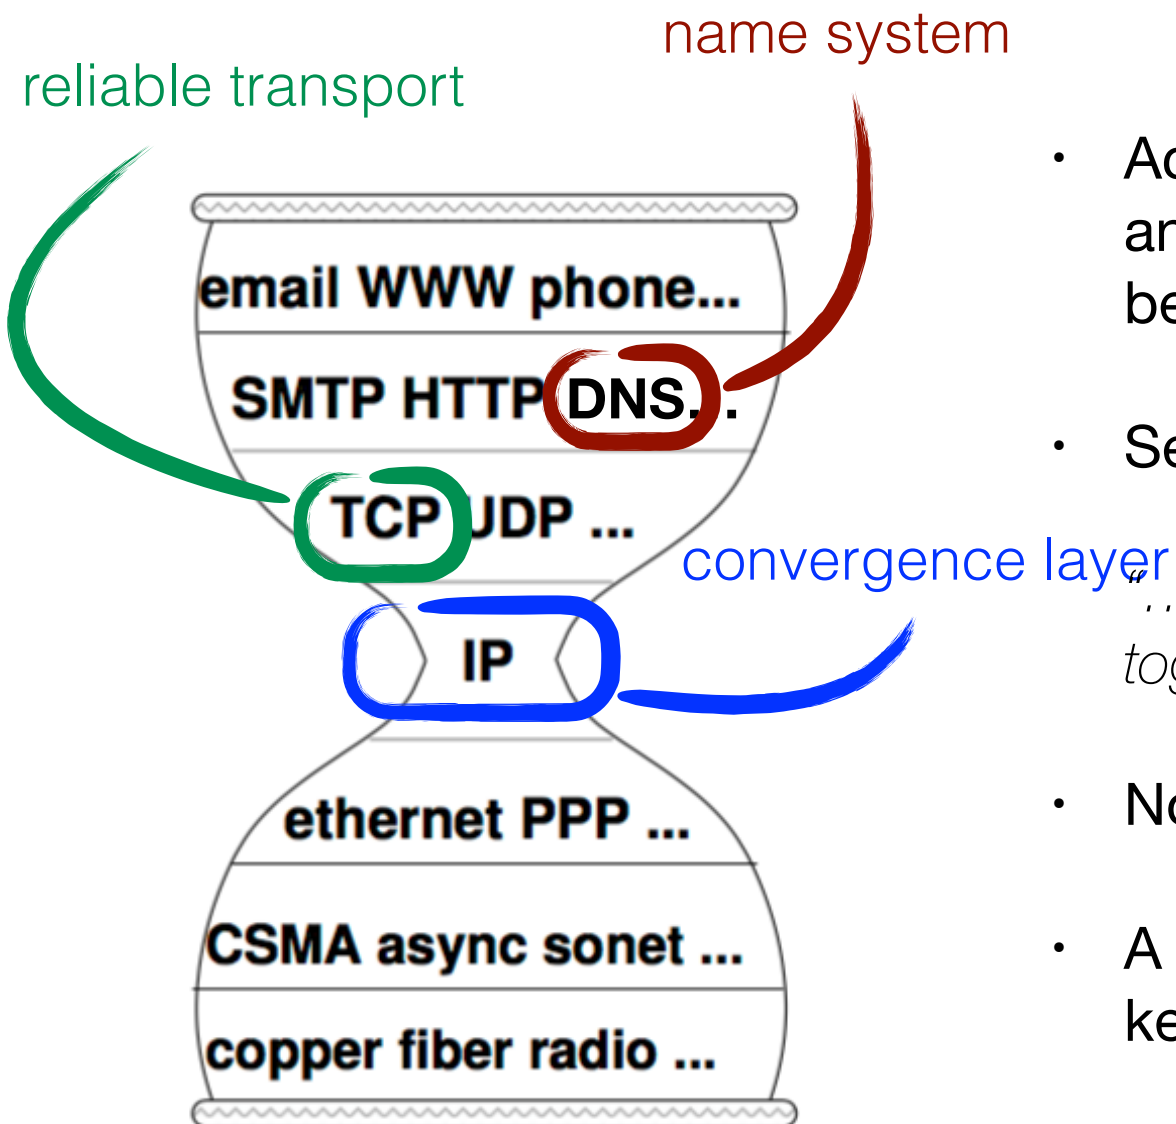 name system
reliable transport
email WWW phone...
SMTP HTTP DNS...
TCP UDP ...
convergence layer
IP
ethernet PPP ...
CSMA async sonet ...
copper fiber radio ...
•
•
•
•
A